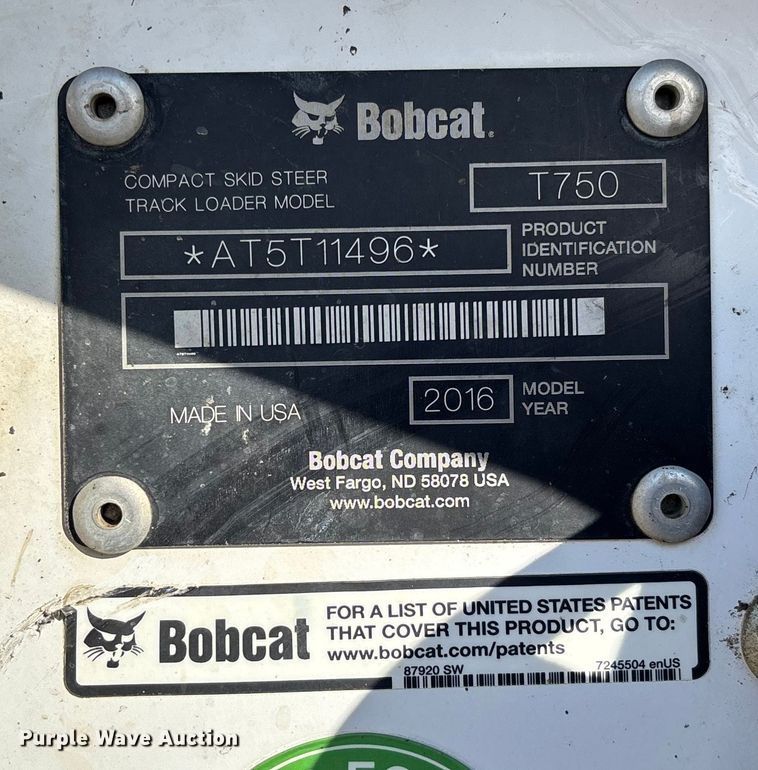 Bobcat®
COMPACT SKID STEER
TRACK LOADER MODEL
T750
*AT5T11496*
PRODUCT
IDENTIFICATION
NUMBER
MADE IN USA
2016
MODEL
YEAR
Bobcat Company
West Fargo, ND 58078 USA
www.bobcat.com
Bobcat
FOR A LIST OF UNITED STATES PATENTS
THAT COVER THIS PRODUCT, GO TO:
www.bobcat.com/patents
87920 SW
7245504 enUS
Purple Wave Auction